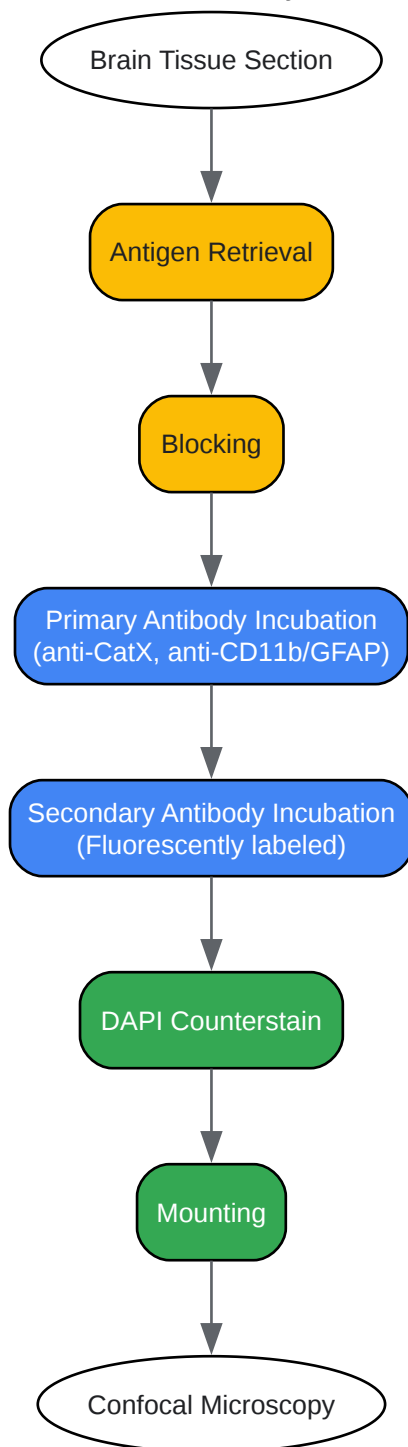 Brain Tissue Section
Antigen Retrieval
Blocking
Primary Antibody Incubation
(anti-CatX, anti-CD11b/GFAP)
Secondary Antibody Incubation
(Fluorescently labeled)
DAPI Counterstain
Mounting
Confocal Microscopy